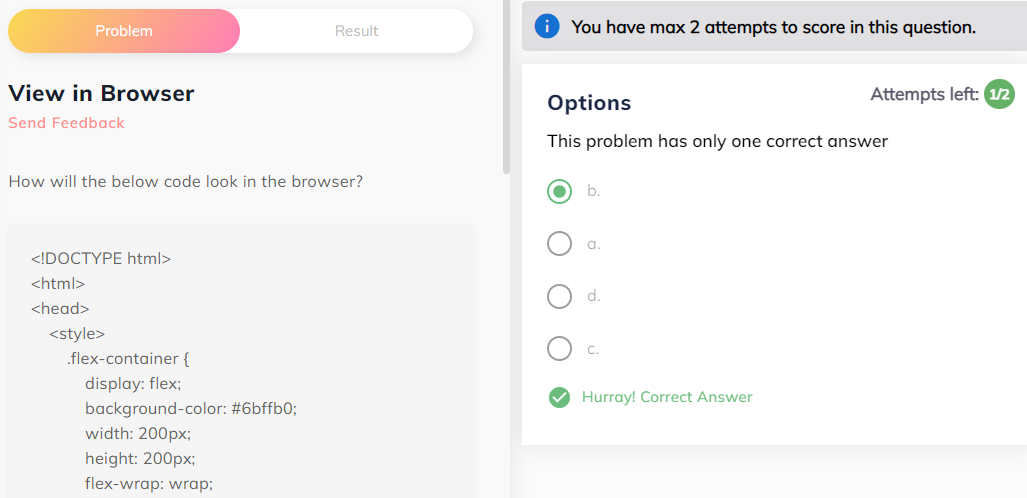 Problem
Result
View in Browser
Send Feedback
How will the below code look in the browser?
<!DOCTYPE html>
<html>
<head>
<style>
.flex-container {
display: flex;
background-color: #6bffb0;
width: 200px;
height: 200px;
flex-wrap: wrap;
i You have max 2 attempts to score in this question.
Options
Attempts left: 1/2
This problem has only one correct answer
b.
a.
d.
c.
Hurray! Correct Answer